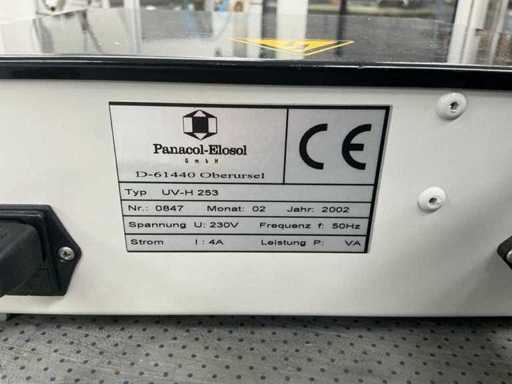 Panacol-Elosol
GmbH
D-61440 Oberursel
CE
Typ UV-H 253
Nr.: 0847 Monat: 02 Jahr: 2002
Spannung U: 230V Frequenz f: 50Hz
Strom I : 4A Leistung P: VA